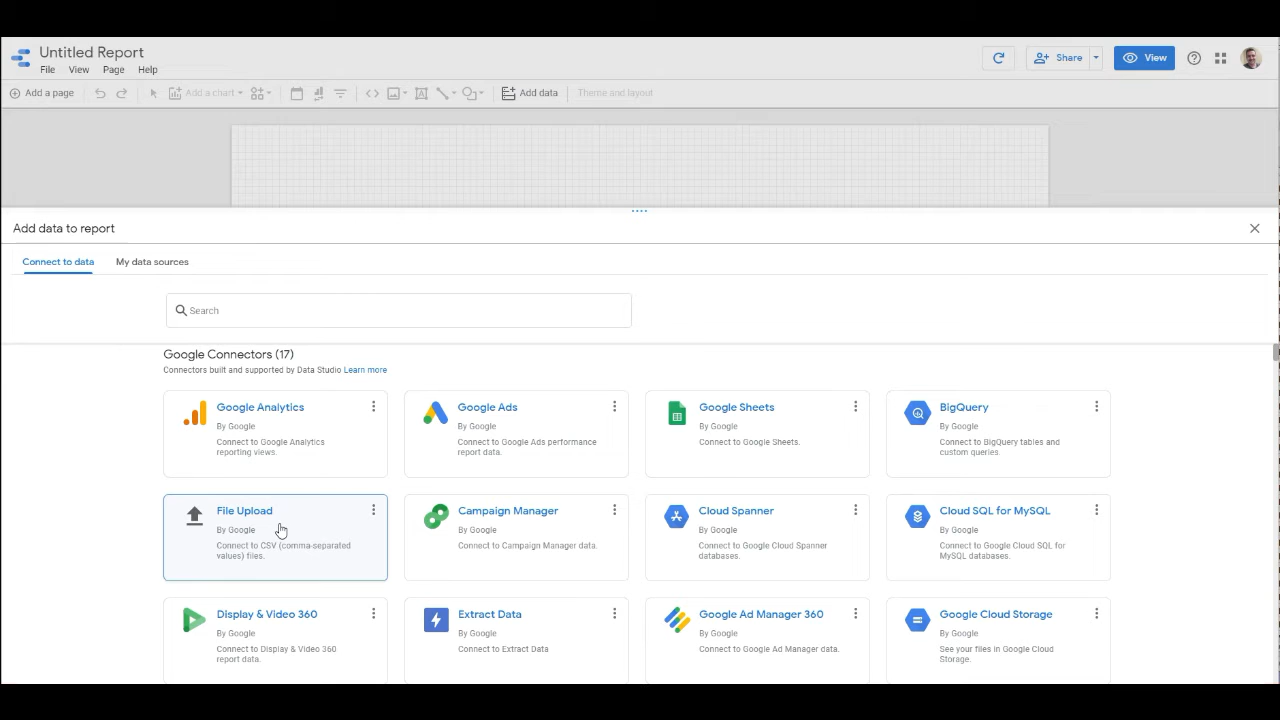 Untitled Report
File View Page Help
Share
View
Add a page
Add a chart
Add data
Theme and layout
Add data to report
Connect to data
My data sources
Search
Google Connectors (17)
Connectors built and supported by Data Studio Learn more
Google Analytics
By Google
Connect to Google Analytics
reporting views.
Google Ads
By Google
Connect to Google Ads performance
report data.
Google Sheets
By Google
Connect to Google Sheets.
BigQuery
By Google
Connect to BigQuery tables and
custom queries.
File Upload
By Google
Connect to CSV (comma-separated
values) files.
Campaign Manager
By Google
Connect to Campaign Manager data.
Cloud Spanner
By Google
Connect to Google Cloud Spanner
databases.
Cloud SQL for MySQL
By Google
Connect to Google Cloud SQL for
MySQL databases.
Display & Video 360
By Google
Connect to Display & Video 360
report data.
Extract Data
By Google
Connect to Extract Data
Google Ad Manager 360
By Google
Connect to Google Ad Manager data.
Google Cloud Storage
By Google
See your files in Google Cloud
Storage.